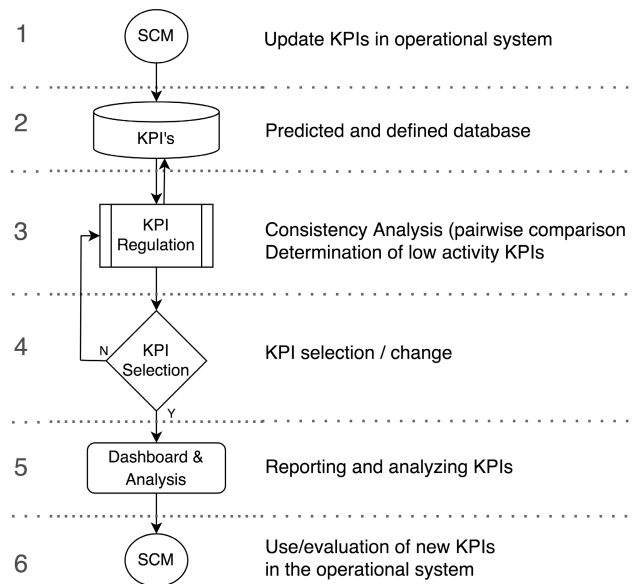 1
SCM
Update KPIs in operational system
2
KPI's
Predicted and defined database
3
KPI
Regulation
Consistency Analysis (pairwise comparison
Determination of low activity KPIs
4
N
KPI
Selection
KPI selection / change
Y
5
Dashboard &
Analysis
Reporting and analyzing KPIs
6
SCM
Use/evaluation of new KPIs
in the operational system